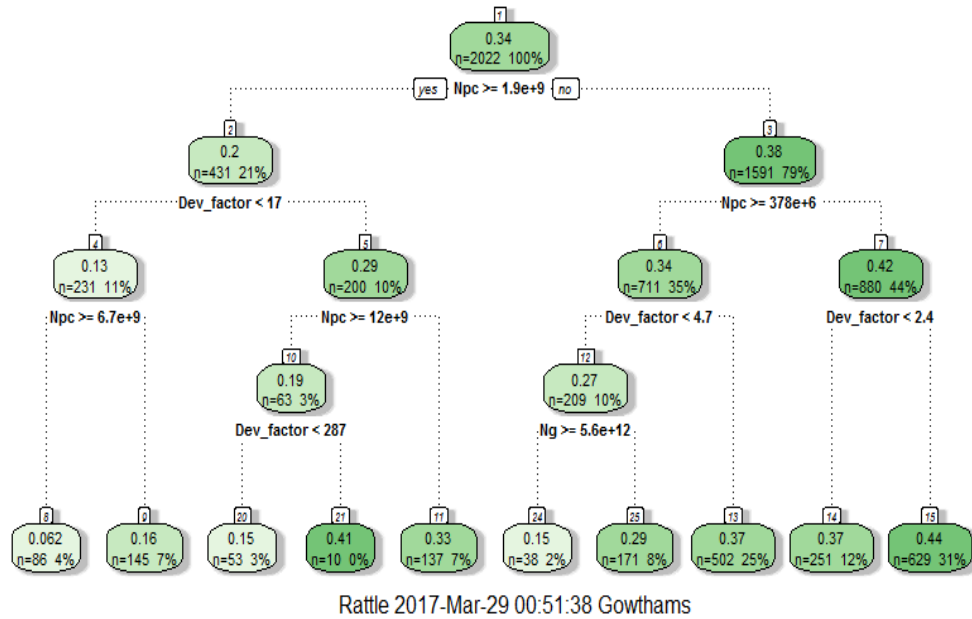 1
0.34
n=2022 100%
yes Npc >= 1.9e+9 no
2
0.2
n=431 21%
3
0.38
n=1591 79%
Dev_factor < 17
Npc >= 378e+6
4
0.13
n=231 11%
5
0.29
n=200 10%
6
0.34
n=711 35%
7
0.42
n=880 44%
Npc >= 6.7e+9
Npc >= 12e+9
Dev_factor < 4.7
Dev_factor < 2.4
10
0.19
n=63 3%
12
0.27
n=209 10%
Dev_factor < 287
Ng >= 5.6e+12
8
0.062
n=86 4%
9
0.16
n=145 7%
20
0.15
n=53 3%
21
0.41
n=10 0%
11
0.33
n=137 7%
24
0.15
n=38 2%
25
0.29
n=171 8%
13
0.37
n=502 25%
14
0.37
n=251 12%
15
0.44
n=629 31%
Rattle 2017-Mar-29 00:51:38 Gowthams